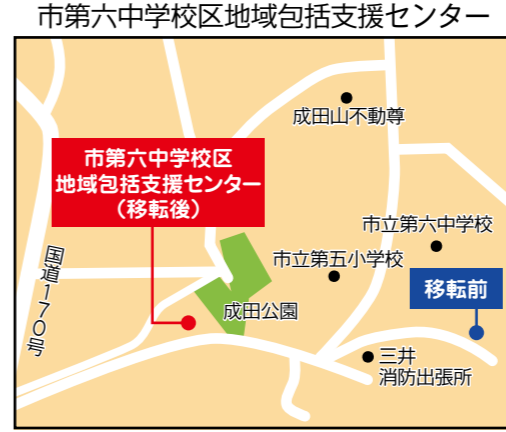 市第六中学校区地域包括支援センター
成田山不動尊
市第六中学校区
地域包括支援センター
（移転後）
市立第六中学校
国道170号
市立第五小学校
移転前
成田公園
三井
消防出張所